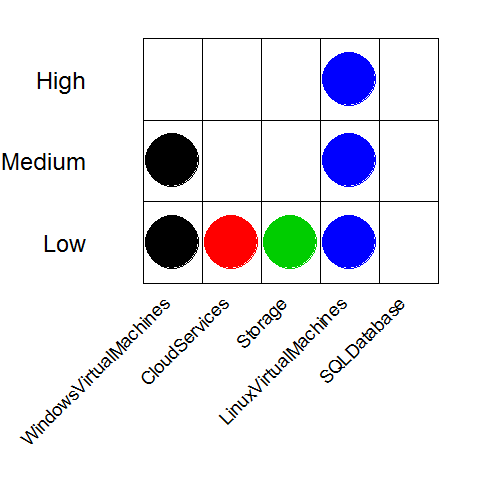 High
Medium
Low
WindowsVirtualMachines
CloudServices
Storage
LinuxVirtualMachines
SQLDatabase